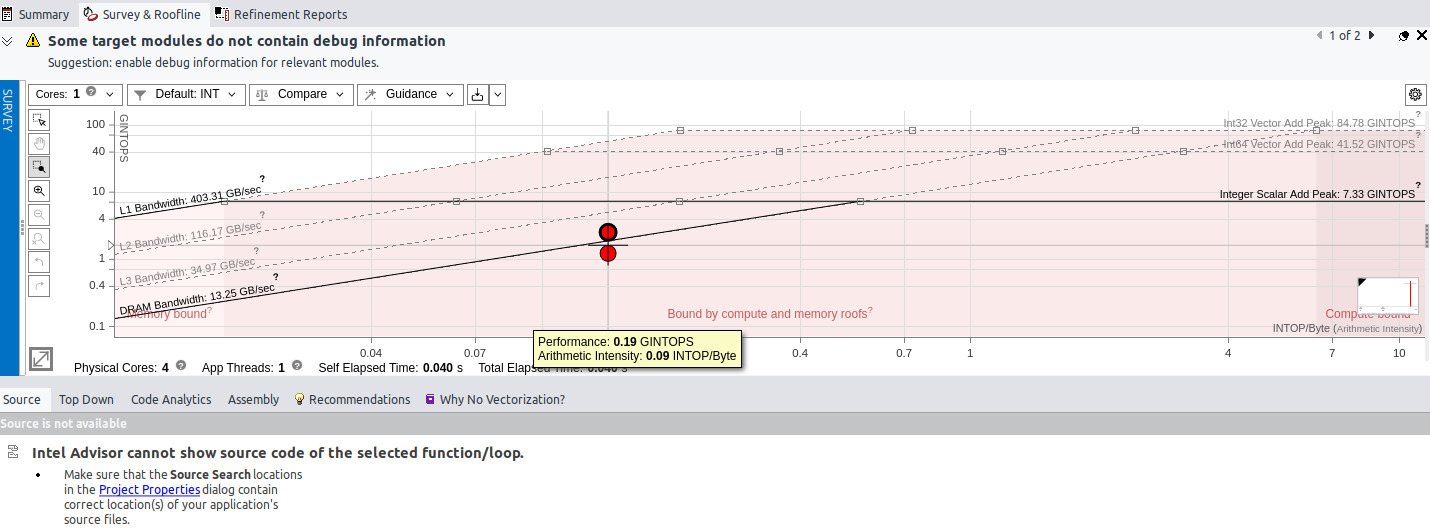 Summary
Survey & Roofline
Refinement Reports
Some target modules do not contain debug information
1 of 2
Suggestion: enable debug information for relevant modules.
SURVEY
Cores: 1 ?
Default: INT
Compare
Guidance
GINTOPS
100
40
10
4
1
0.4
0.1
Int32 Vector Add Peak: 84.78 GINTOPS ?
Int64 Vector Add Peak: 41.52 GINTOPS ?
Integer Scalar Add Peak: 7.33 GINTOPS ?
L1 Bandwidth: 403.31 GB/sec ?
L2 Bandwidth: 116.17 GB/sec ?
L3 Bandwidth: 34.97 GB/sec ?
DRAM Bandwidth: 13.25 GB/sec ?
Memory bound?
Bound by compute and memory roofs?
Compute bound
INTOP/Byte (Arithmetic Intensity)
0.04
0.07
0.4
0.7
1
4
7
10
Performance: 0.19 GINTOPS
Arithmetic Intensity: 0.09 INTOP/Byte
Physical Cores: 4 ?
App Threads: 1 ?
Self Elapsed Time: 0.040 s
Total Elapsed Time: 0.040 s
Source
Top Down
Code Analytics
Assembly
Recommendations
Why No Vectorization?
Source is not available
Intel Advisor cannot show source code of the selected function/loop.
• Make sure that the Source Search locations
in the Project Properties dialog contain
correct location(s) of your application's
source files.